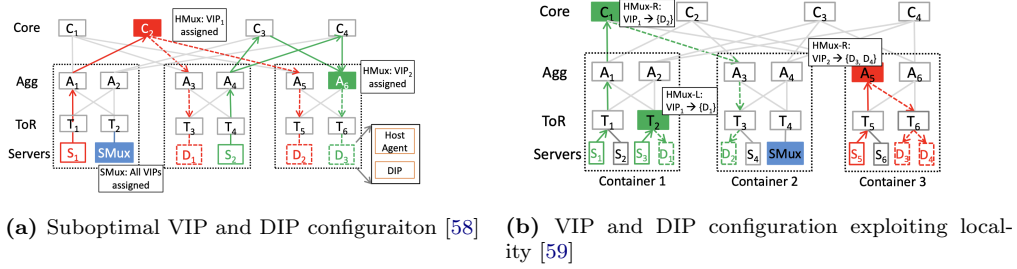 Core
C1
C2
HMux: VIP1
assigned
C3
C4
Agg
A1
A2
A3
A4
A5
A6
HMux: VIP2
assigned
ToR
T1
T2
T3
T4
T5
T6
Servers
S1
SMux
D1
S2
D2
D3
Host
Agent
DIP
SMux: All VIPs
assigned
(a) Suboptimal VIP and DIP configuraiton [58]
Core
C1
HMux-R:
VIP1 → {D2}
C2
C3
C4
HMux-R:
VIP2 → {D3, D4}
Agg
A1
A2
A3
A4
A5
A6
HMux-L:
VIP1 → {D1}
ToR
T1
T2
T3
T4
T5
T6
Servers
S1
S2
S3
D1
D2
S4
SMux
S5
S6
D3
D4
Container 1
Container 2
Container 3
(b) VIP and DIP configuration exploiting local-
ity [59]